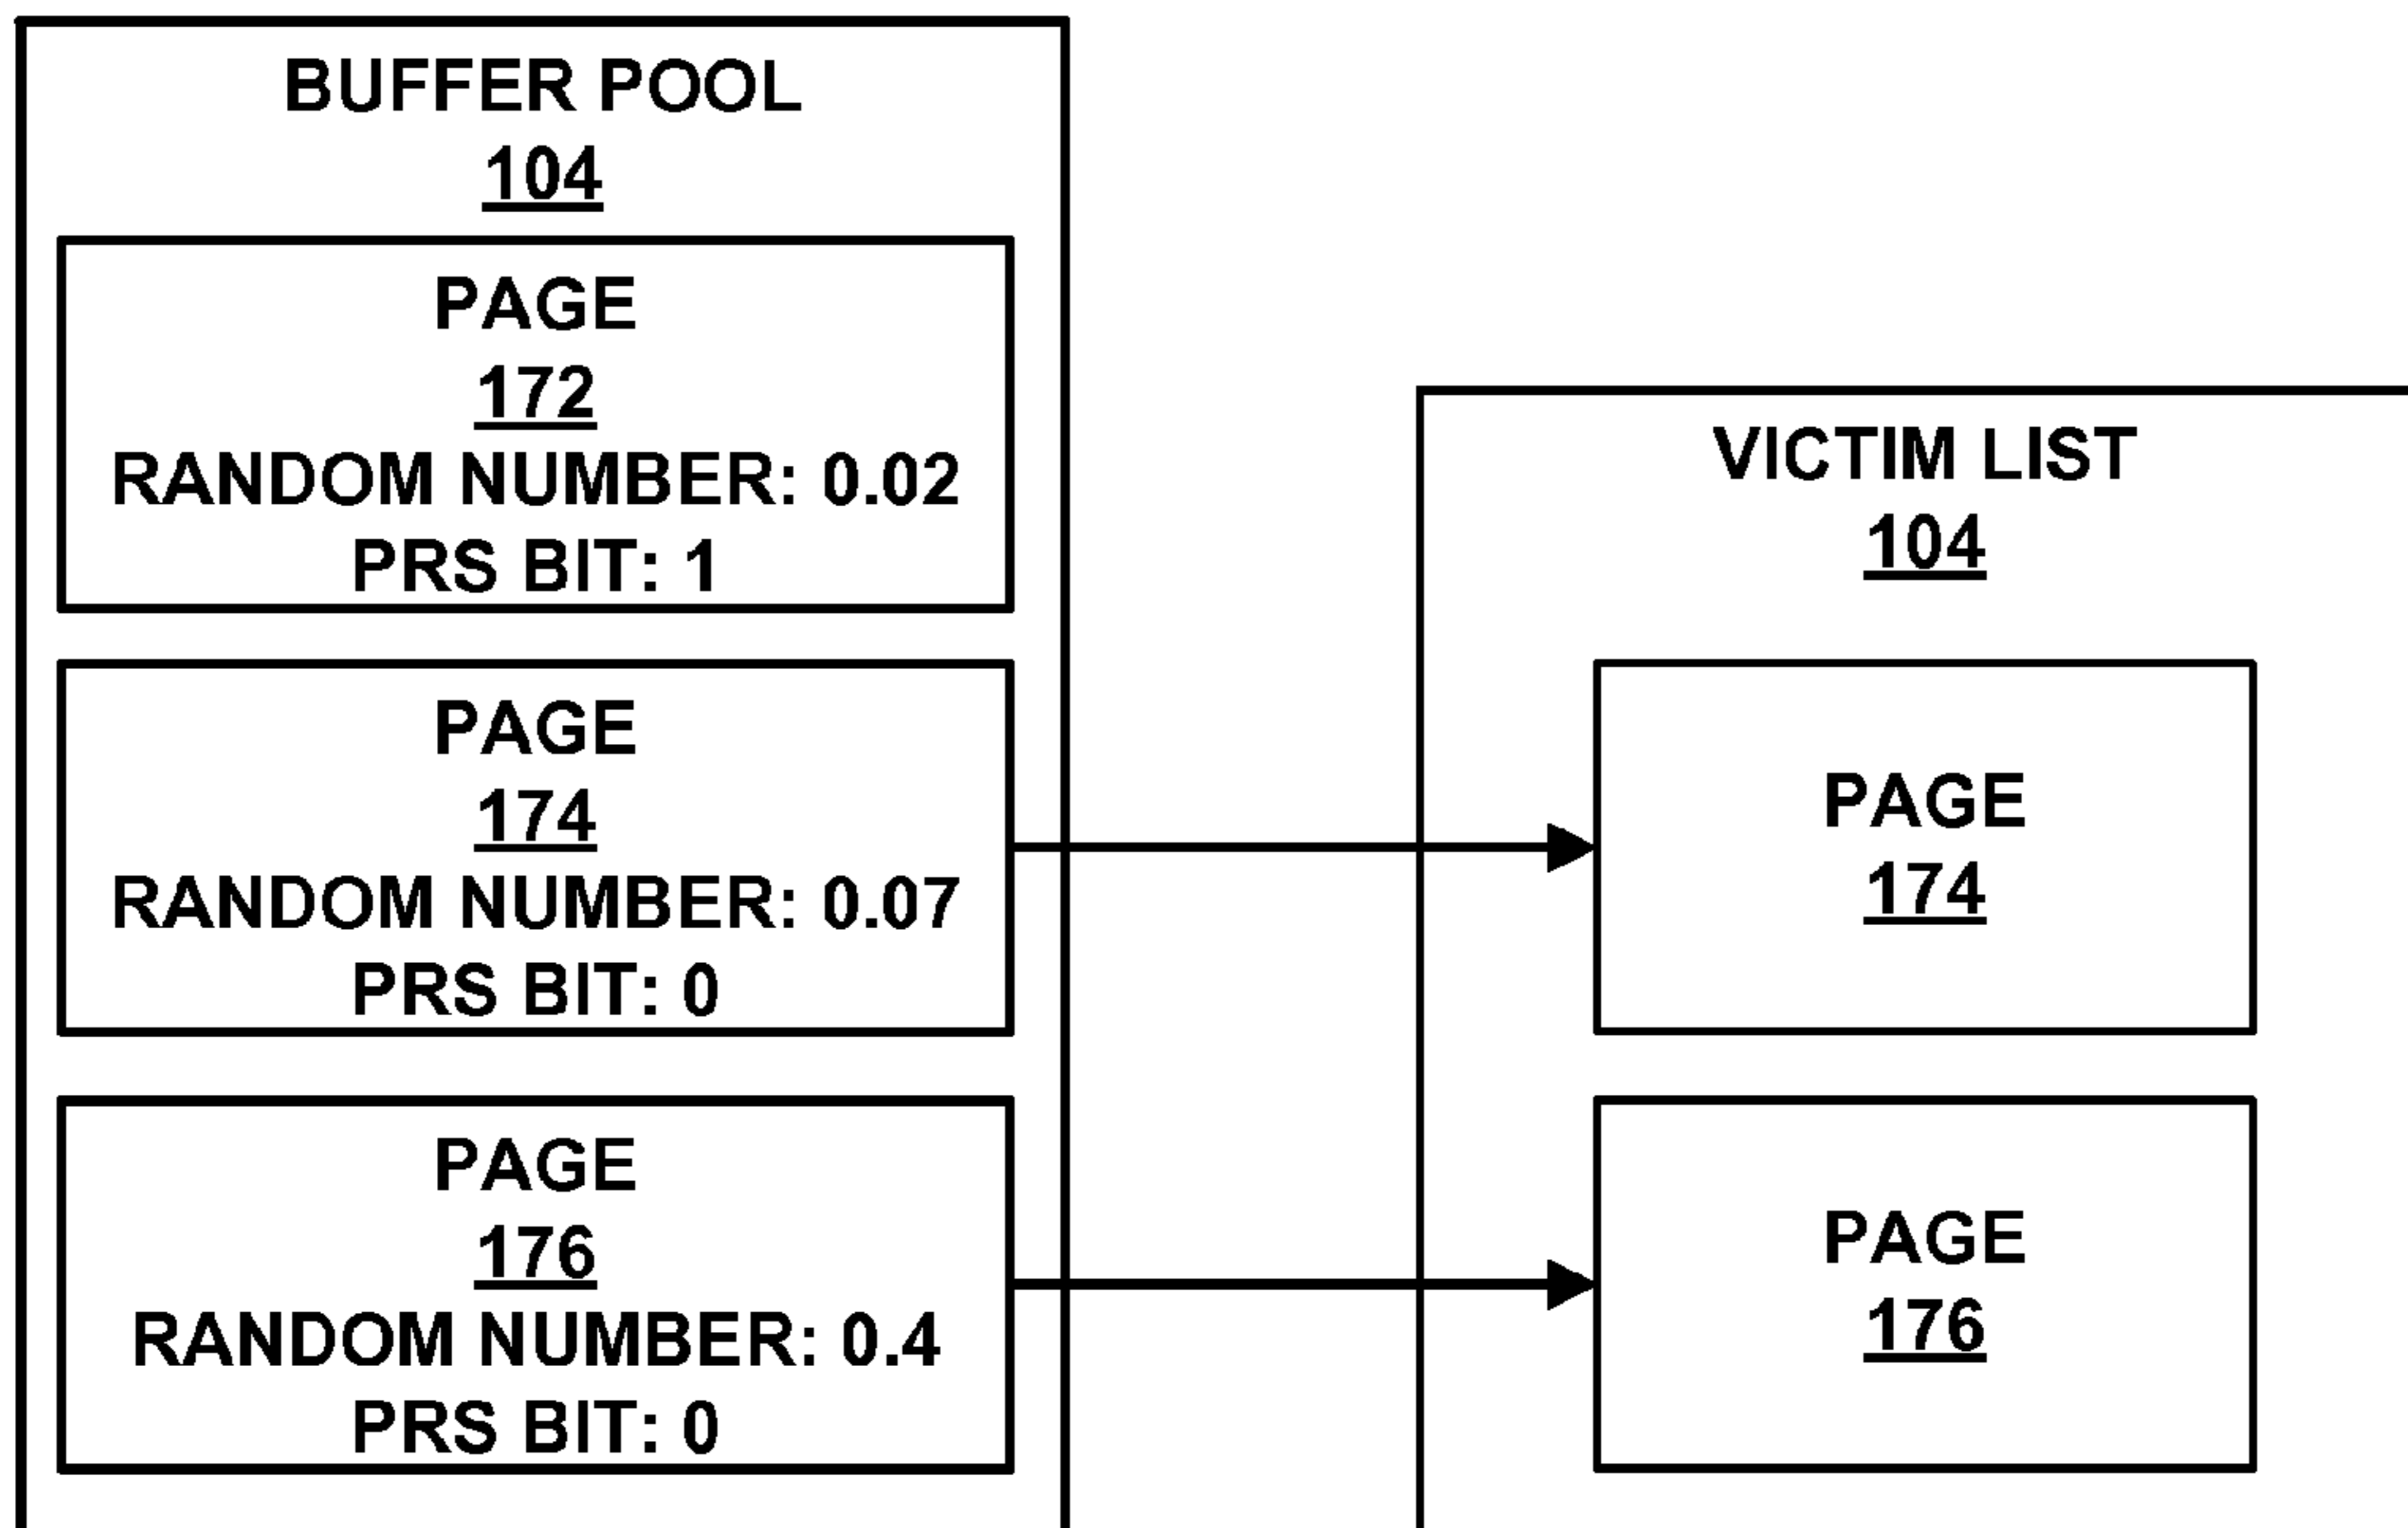 BUFFER POOL
104
PAGE
172
RANDOM NUMBER: 0.02
PRS BIT: 1
PAGE
174
RANDOM NUMBER: 0.07
PRS BIT: 0
PAGE
176
RANDOM NUMBER: 0.4
PRS BIT: 0
VICTIM LIST
104
PAGE
174
PAGE
176